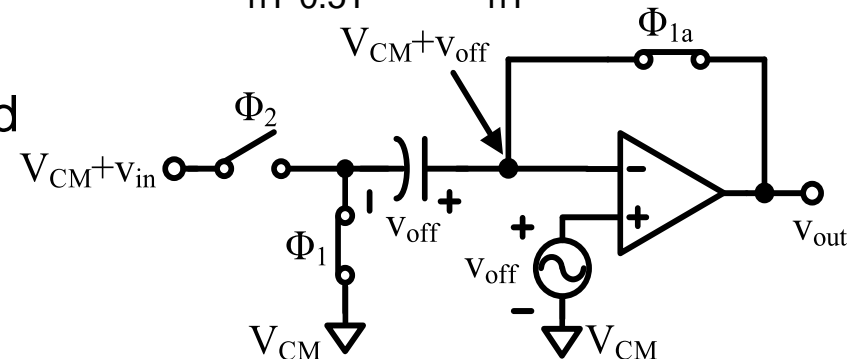 d
V_CM+v_off
Φ_1a
Φ_2
V_CM+v_in
- +
v_off
Φ_1
V_CM
-
+
+
v_off
-
V_CM
v_out